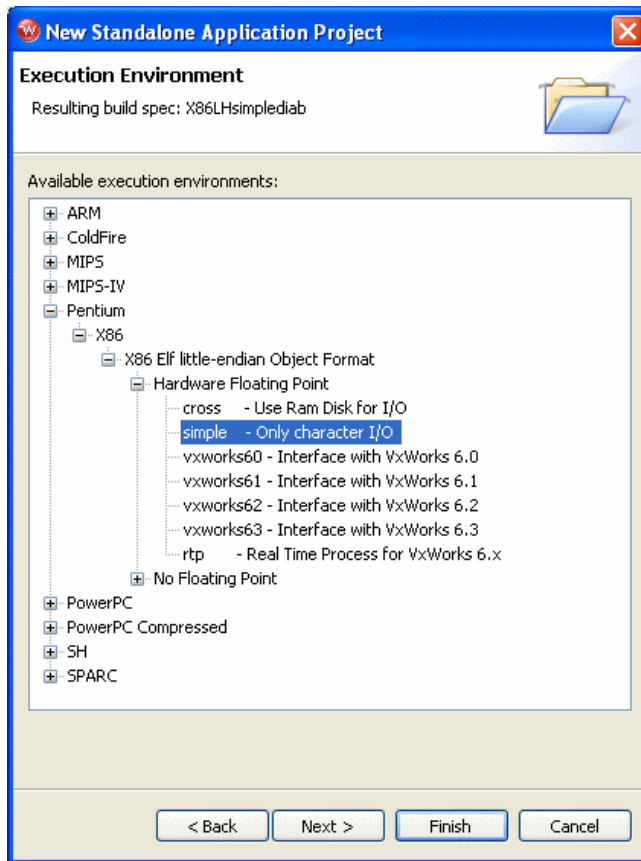 New Standalone Application Project
Execution Environment
Resulting build spec: X86LHsimplediab
Available execution environments:
ARM
ColdFire
MIPS
MIPS-IV
Pentium
X86
X86 Elf little-endian Object Format
Hardware Floating Point
cross - Use Ram Disk for I/O
simple - Only character I/O
vxworks60 - Interface with VxWorks 6.0
vxworks61 - Interface with VxWorks 6.1
vxworks62 - Interface with VxWorks 6.2
vxworks63 - Interface with VxWorks 6.3
rtp - Real Time Process for VxWorks 6.x
No Floating Point
PowerPC
PowerPC Compressed
SH
SPARC
< Back Next > Finish Cancel